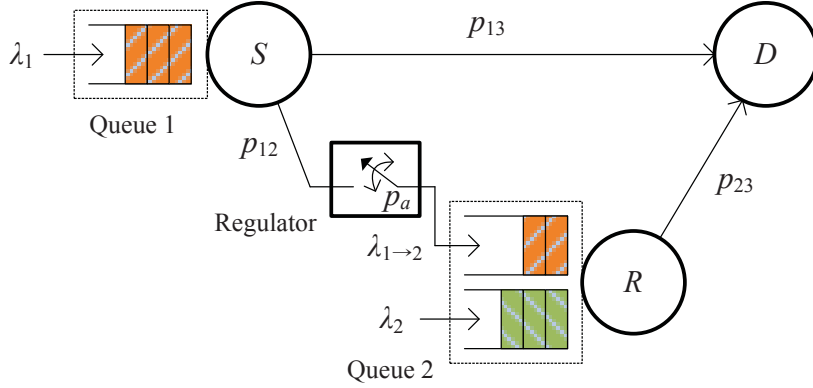 p₁₃
λ₁
S
D
Queue 1
p₁₂
p₂₃
pₐ
Regulator
λ₁→₂
R
λ₂
Queue 2